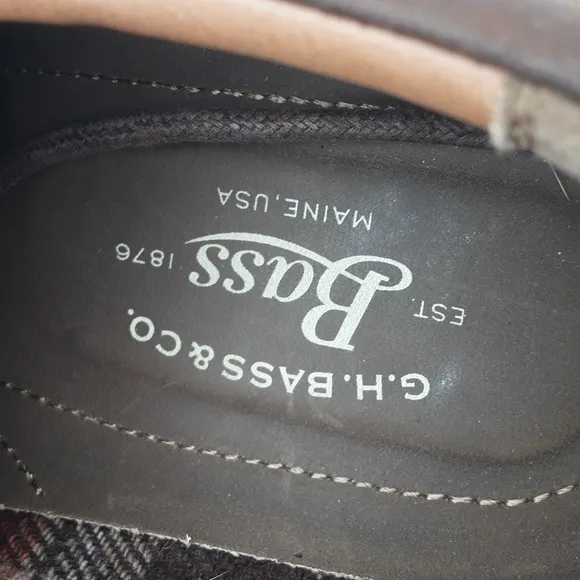 G.H. BASS & CO.
EST. Bass 1876
MAINE, USA